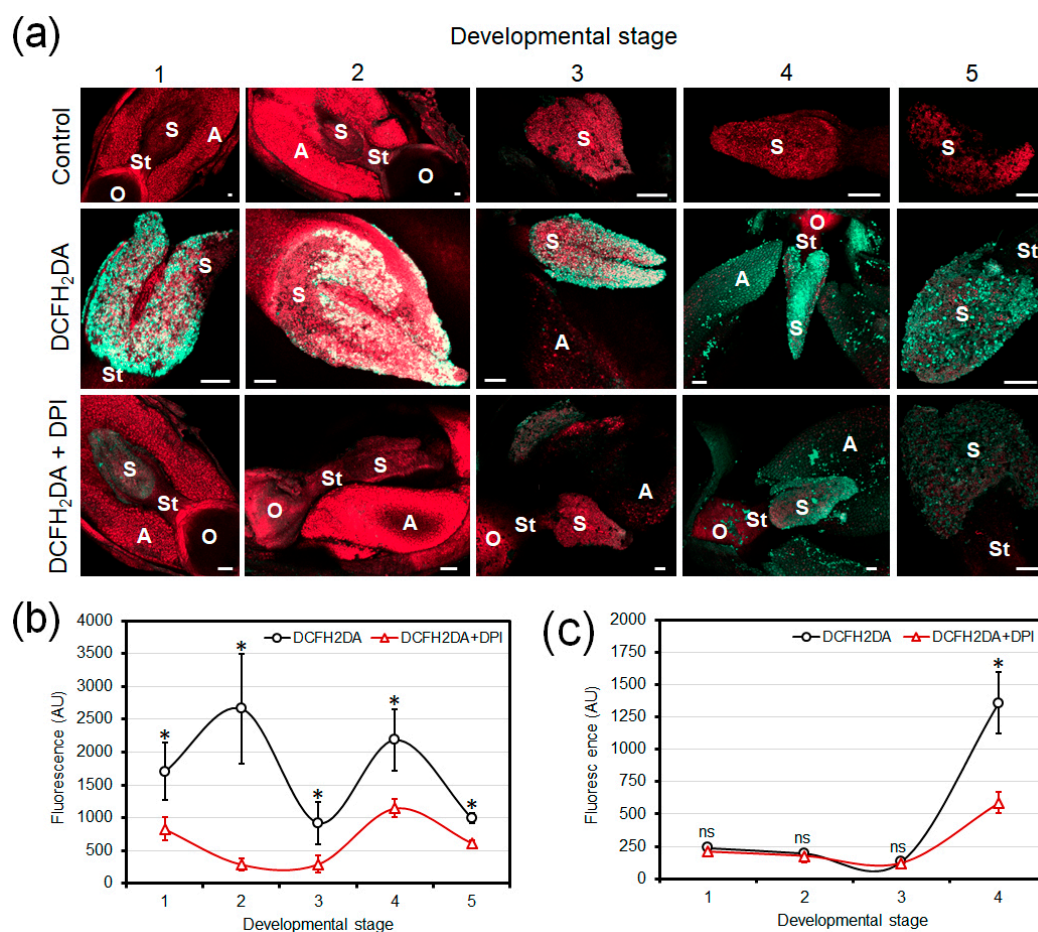 (a)
Developmental stage
1 2 3 4 5
Control
S A St O
A S St O
S
S
S
DCFH₂DA
S St
S
S A
O St A S
St S
DCFH₂DA + DPI
S St A O
St S O A
A St S O
A St S O
S St
(b)
DCFH2DA DCFH2DA+DPI
Fluorescence (AU)
4000
3500
3000
2500
2000
1500
1000
500
0
* * * * *
1 2 3 4 5
Developmental stage
(c)
DCFH2DA DCFH2DA+DPI
Fluoresc ence (AU)
2000
1750
1500
1250
1000
750
500
250
0
ns ns ns *
1 2 3 4
Developmental stage